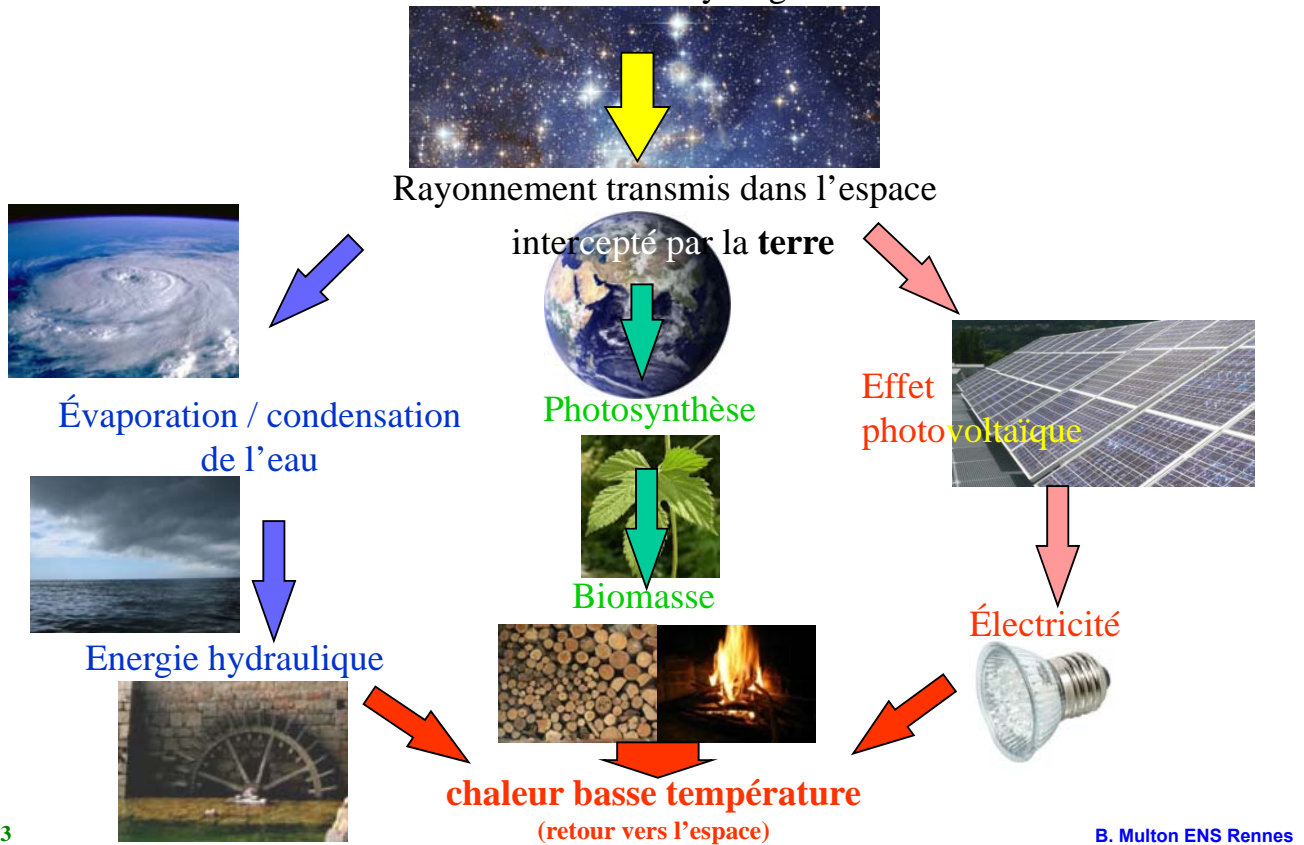 Rayonnement transmis dans l’espace
intercepté par la terre
Évaporation / condensation
de l’eau
Photosynthèse
Effet
photovoltaïque
Biomasse
Energie hydraulique
Électricité
chaleur basse température
(retour vers l’espace)
3
B. Multon ENS Rennes